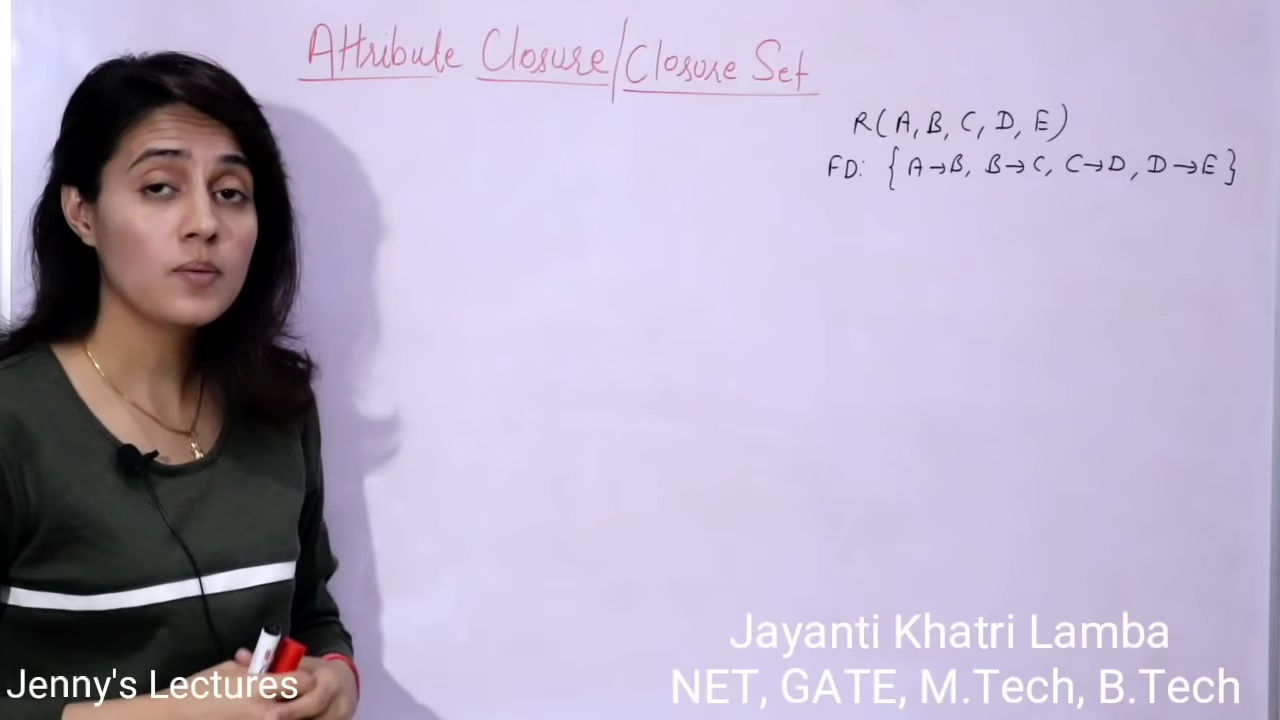 Attribute Closure/Closure Set
R(A, B, C, D, E)
FD: { A→B, B→C, C→D, D→E }
Jayanti Khatri Lamba
NET, GATE, M.Tech, B.Tech
Jenny's Lectures